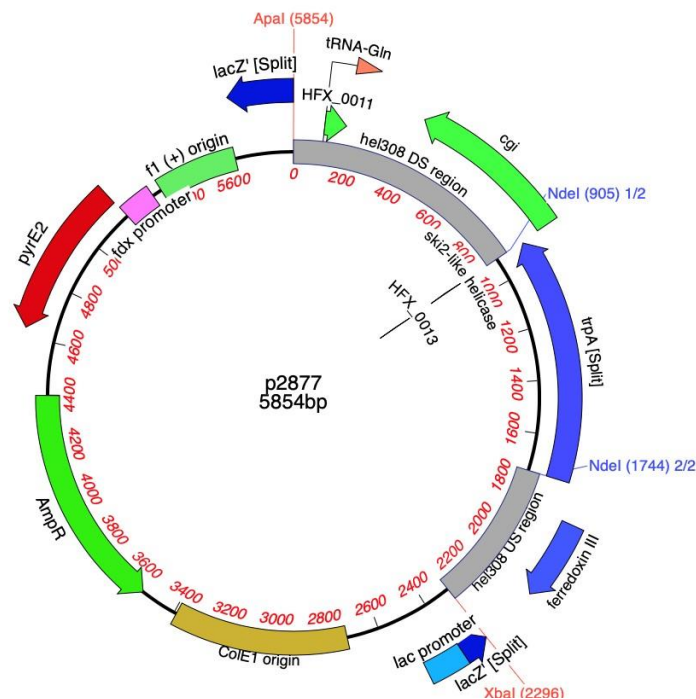 ApaI (5854)
tRNA-Gln
lacZ' [Split]
HFX_0011
hel308 DS region
cgi
NdeI (905) 1/2
ski2-like helicase
HFX_0013
trpA [Split]
NdeI (1744) 2/2
hel308 US region
ferredoxin III
XbaI (2296)
lacZ' [Split]
lac promoter
ColE1 origin
AmpR
pyrE2
fdx promoter
f1 (+) origin
p2877
5854bp
0
200
400
600
800
1000
1200
1400
1600
1800
2000
2200
2400
2600
2800
3000
3200
3400
3600
3800
4000
4200
4400
4600
4800
5600